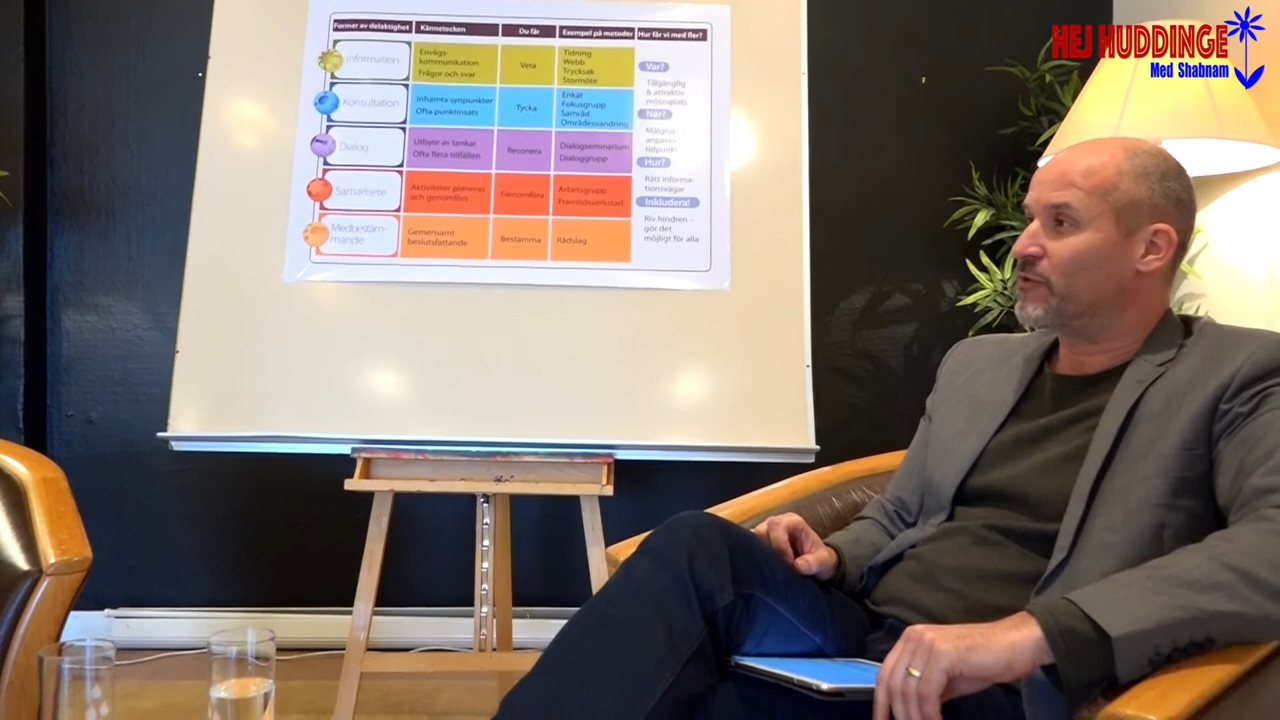 HEJ HUDDINGE
Med Shabnam
Former av delaktighet Kännetecken Du får Exempel på metoder Hur får vi med fler?
Information
Envägs-
kommunikation
Frågor och svar
Veta
Tidning
Webb
Trycksak
Stormöte
Var?
Tillgänglig
& attraktiv
mötesplats
Konsultation
Inhämta synpunkter
Ofta punktinsats
Tycka
Enkät
Fokusgrupp
Samråd
Områdesvandring
När?
Målgrupps
anpassa
tidpunkt
Dialog
Utbyte av tankar
Ofta flera tillfällen
Resonera
Dialogseminarium
Dialoggrupp
Hur?
Rätt informa-
tionsvägar
Samarbete
Aktiviteter planeras
och genomförs
Genomföra
Arbetsgrupp
Framtidsverkstad
Inkludera!
Riv hindren –
gör det
möjligt för alla
Medbestäm-
mande
Gemensamt
beslutsfattande
Bestämma
Rådslag